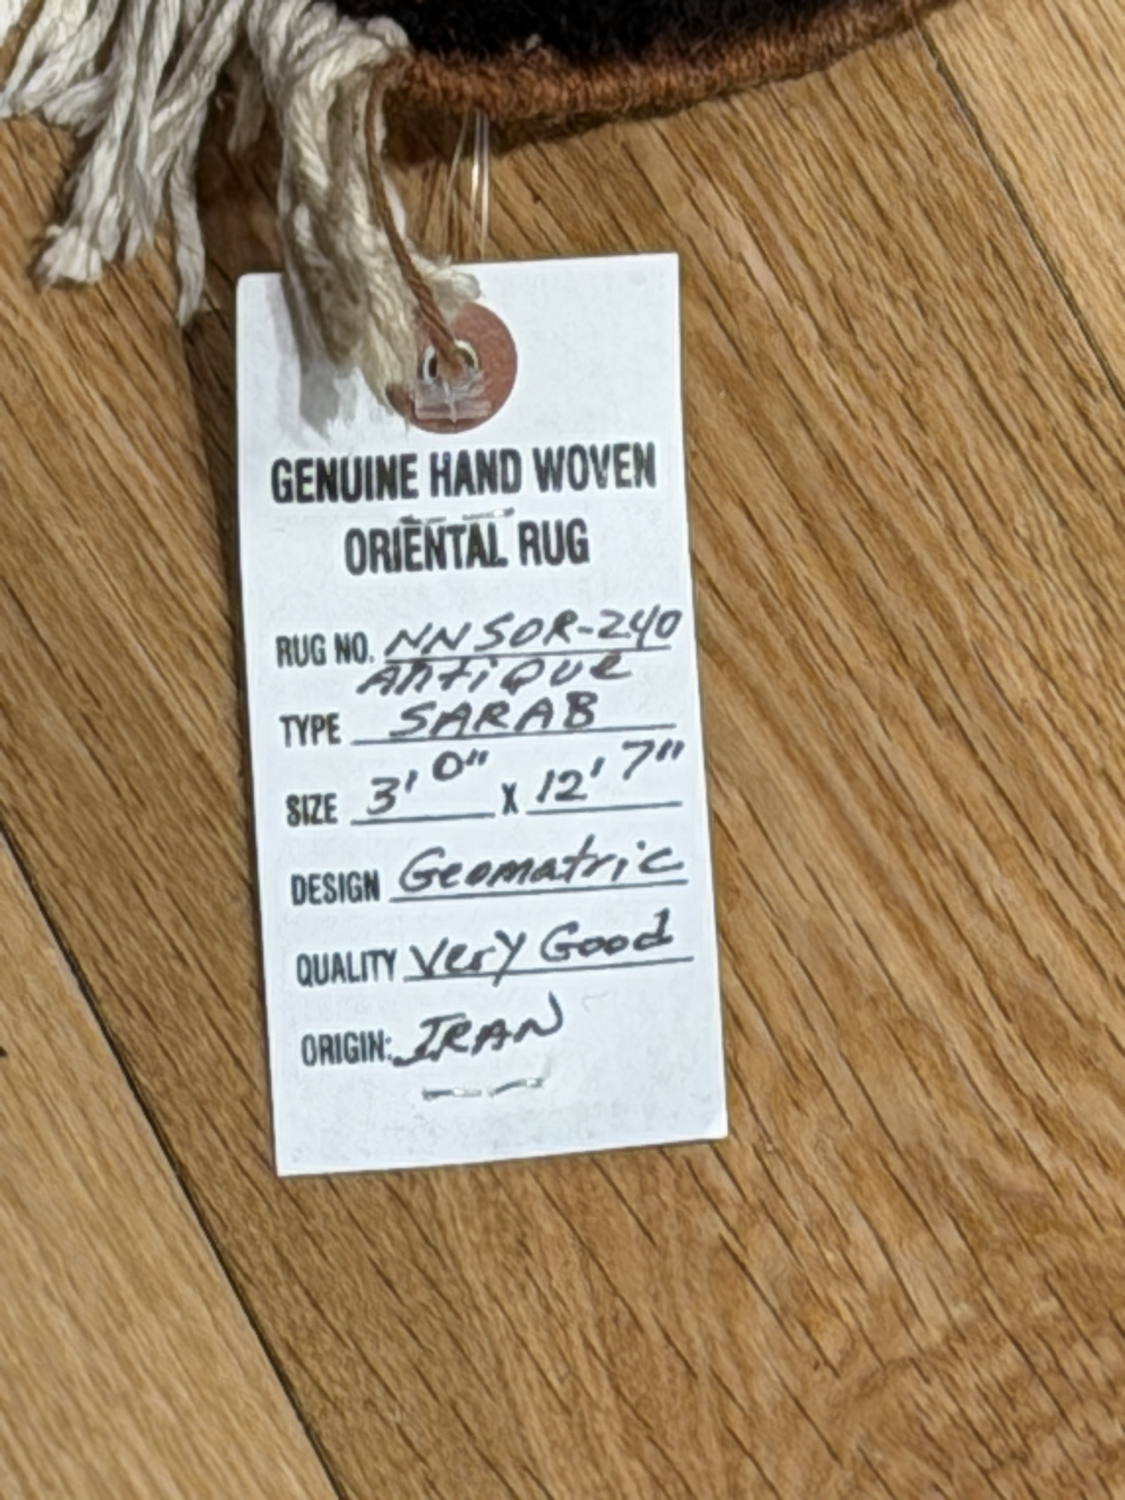 GENUINE HAND WOVEN
ORIENTAL RUG
RUG NO. NNSOR-240
Antique
TYPE SARAB
SIZE 3' 0" X 12' 7"
DESIGN Geomatric
QUALITY Very Good
ORIGIN: IRAN